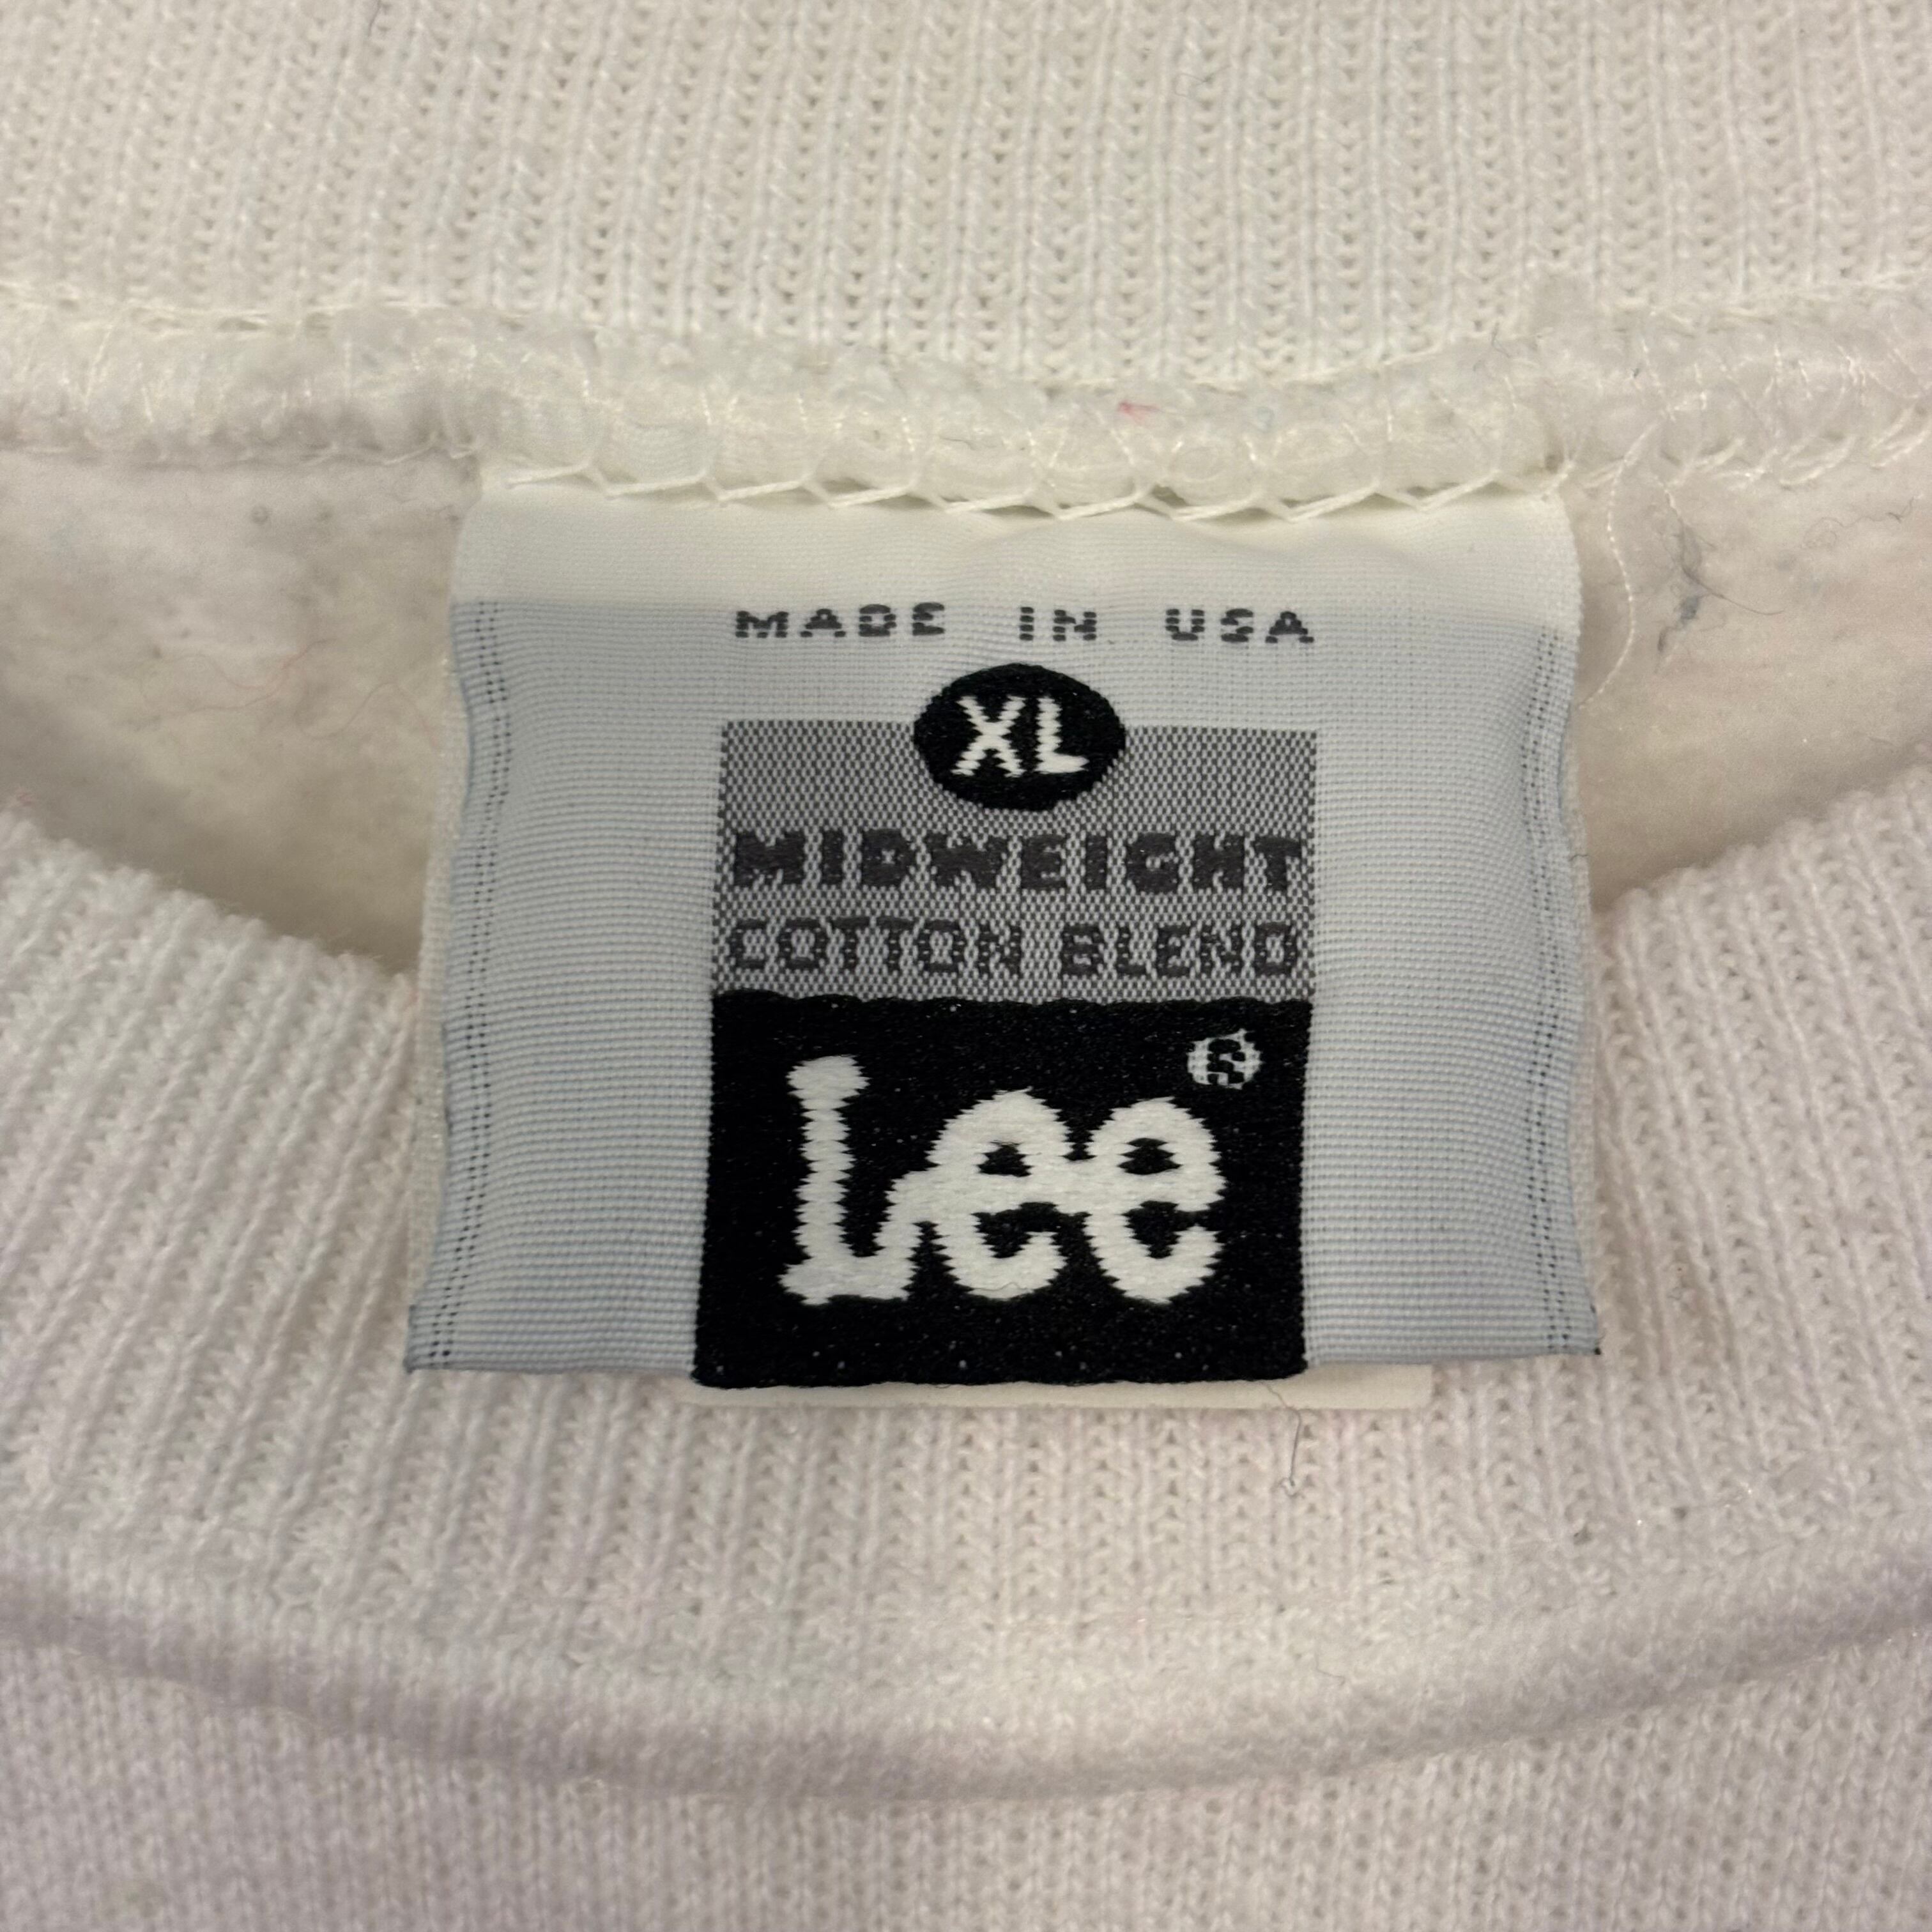 MADE IN USA
XL
MIDWEIGHT
COTTON BLEND
Lee®